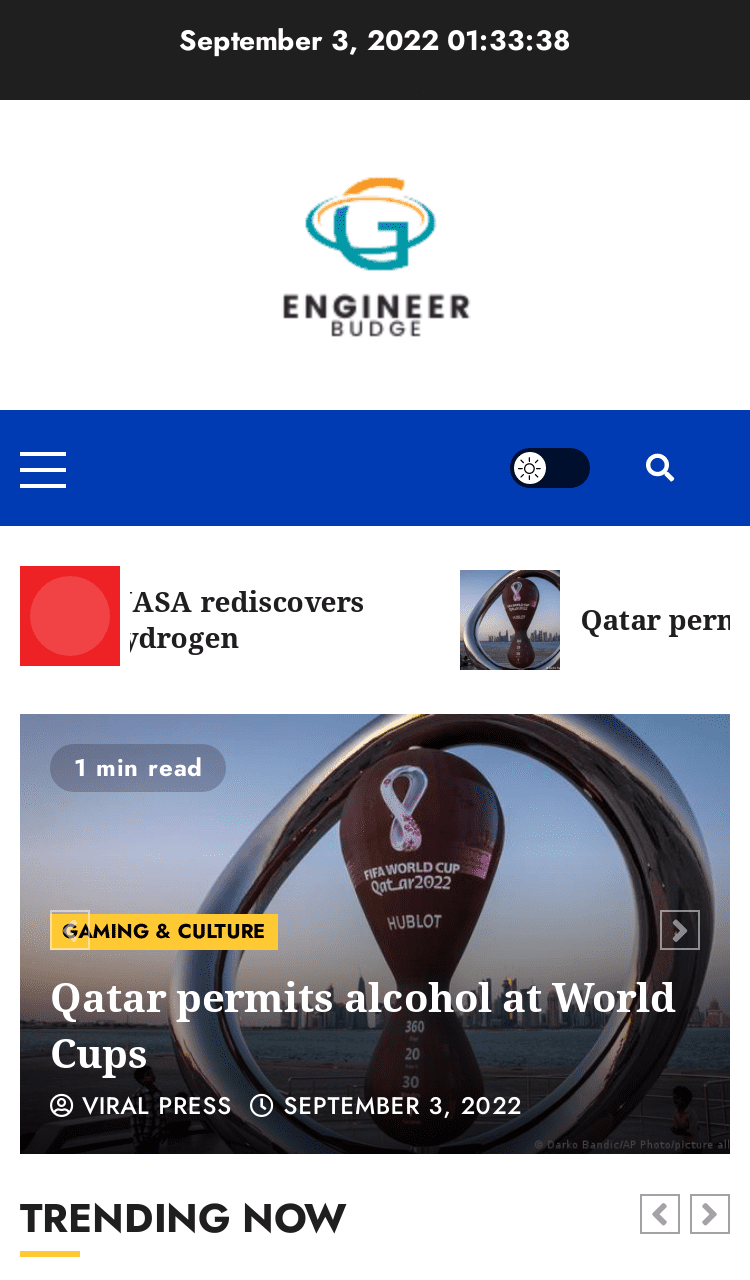 September 3, 2022 01:33:38
ENGINEER
BUDGE
ASA rediscovers
ydrogen
Qatar pern
1 min read
FIFA WORLD CUP
Qatar2022
HUBLOT
GAMING & CULTURE
Qatar permits alcohol at World
Cups
360
20
30
VIRAL PRESS SEPTEMBER 3, 2022
© Darko Bandic/AP Photo/picture all
TRENDING NOW